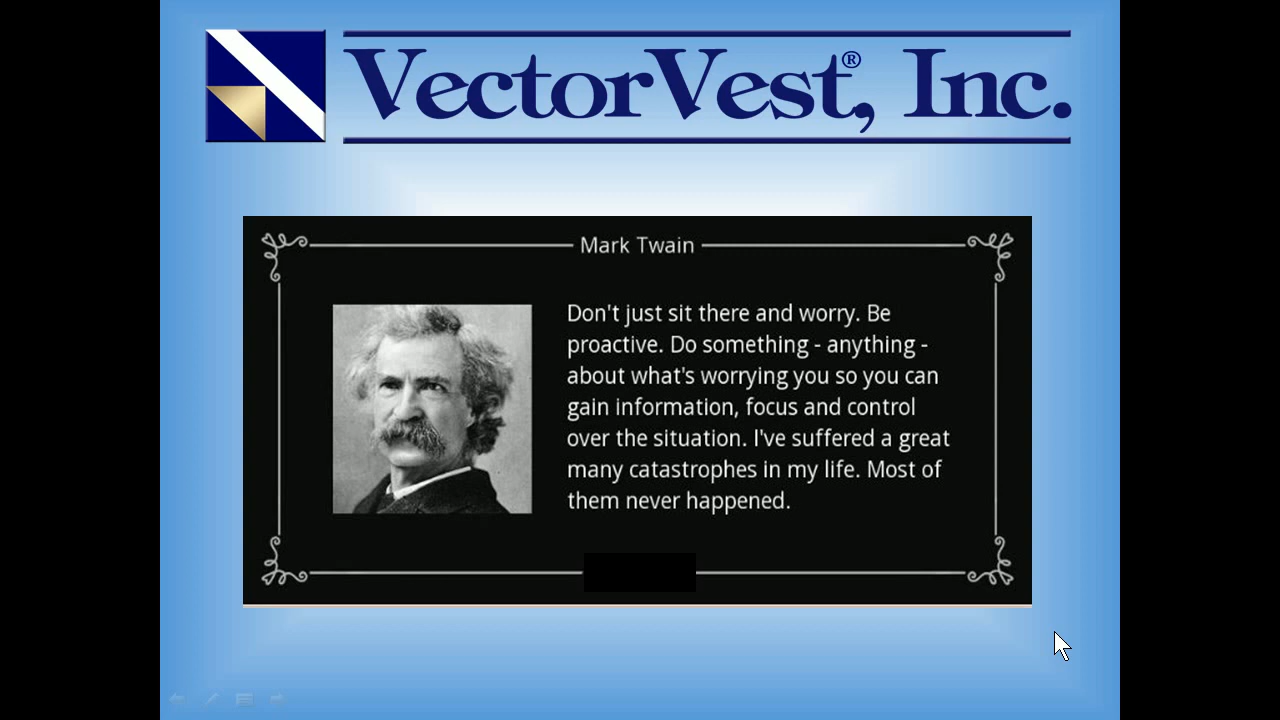 VectorVest®, Inc.
Mark Twain
Don't just sit there and worry. Be
proactive. Do something - anything -
about what's worrying you so you can
gain information, focus and control
over the situation. I've suffered a great
many catastrophes in my life. Most of
them never happened.